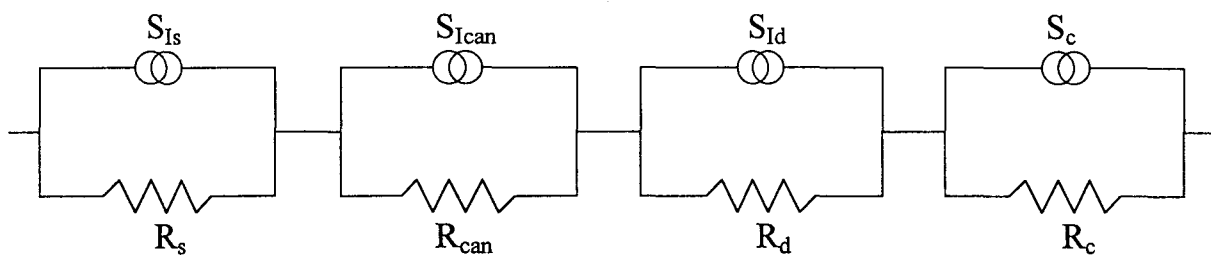 S_Is S_Ican S_Id S_c
R_s R_can R_d R_c